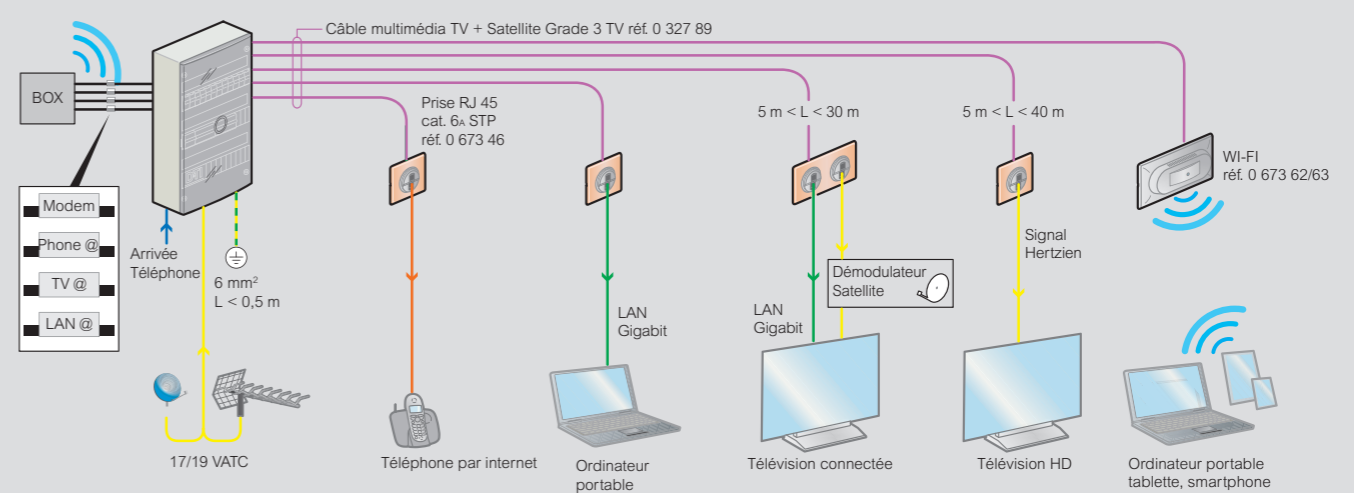 Câble multimédia TV + Satellite Grade 3 TV réf. 0 327 89
BOX
Prise RJ 45
cat. 6A STP
réf. 0 673 46
5 m < L < 30 m
5 m < L < 40 m
WI-FI
réf. 0 673 62/63
Modem
Phone @
TV @
LAN @
Arrivée
Téléphone
6 mm²
L < 0,5 m
Signal
Hertzien
Démodulateur
Satellite
LAN
Gigabit
LAN
Gigabit
17/19 VATC
Téléphone par internet
Ordinateur
portable
Télévision connectée
Télévision HD
Ordinateur portable
tablette, smartphone